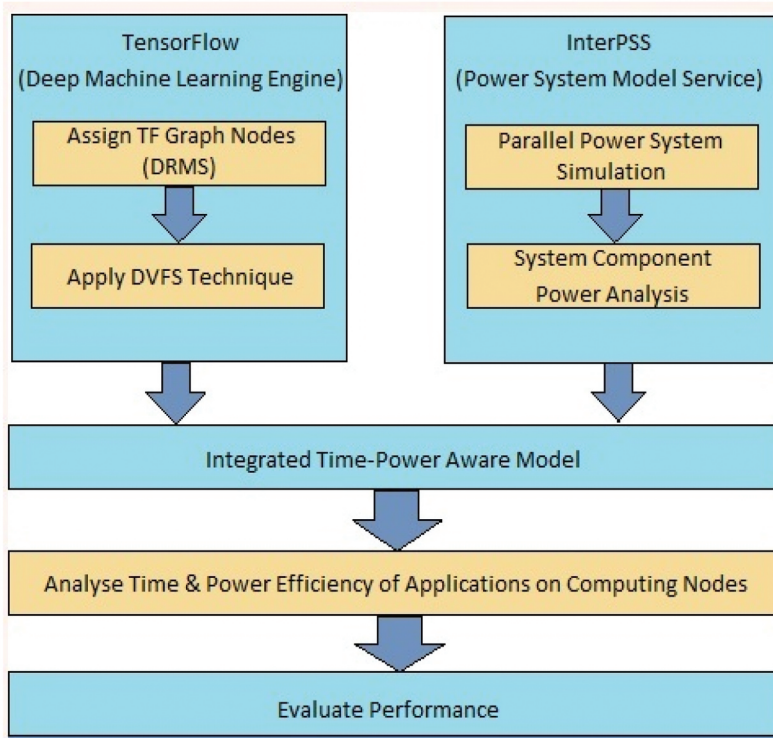 TensorFlow
(Deep Machine Learning Engine)
Assign TF Graph Nodes
(DRMS)
Apply DVFS Technique
InterPSS
(Power System Model Service)
Parallel Power System
Simulation
System Component
Power Analysis
Integrated Time-Power Aware Model
Analyse Time & Power Efficiency of Applications on Computing Nodes
Evaluate Performance